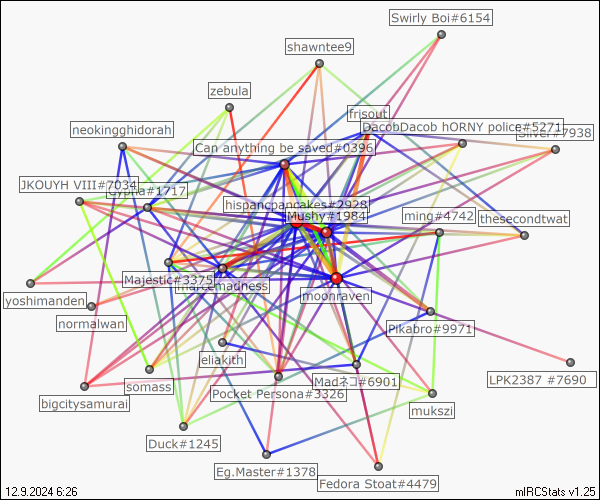 Swirly Boi#6154
shawntee9
zebula
frisout
neokingghidorah
DacobDacob hORNY police#5271
Silver#7938
Can anything be saved#0396
JKOUYH VIII#7034
Cypha#1717
hispancpancakes#2928
Mushy#1984
ming#4742
thesecondtwat
Majestic#3375
marcemadness
moonraven
yoshimanden
normalwan
Pikabro#9971
eliakith
LPK2387 #7690
somass
Pocket Persona#3326
Madネコ#6901
bigcitysamurai
mukszi
Duck#1245
Eg.Master#1378
Fedora Stoat#4479
12.9.2024 6:26
mIRCStats v1.25